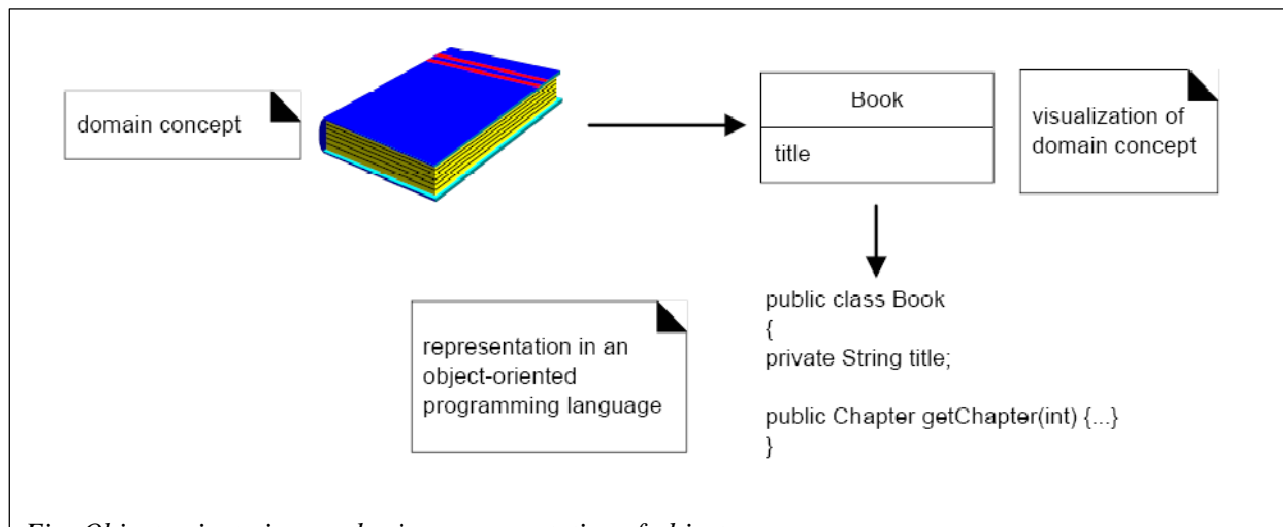 domain concept
Book
title
visualization of
domain concept
representation in an
object-oriented
programming language
public class Book
{
private String title;
public Chapter getChapter(int) {...}
}